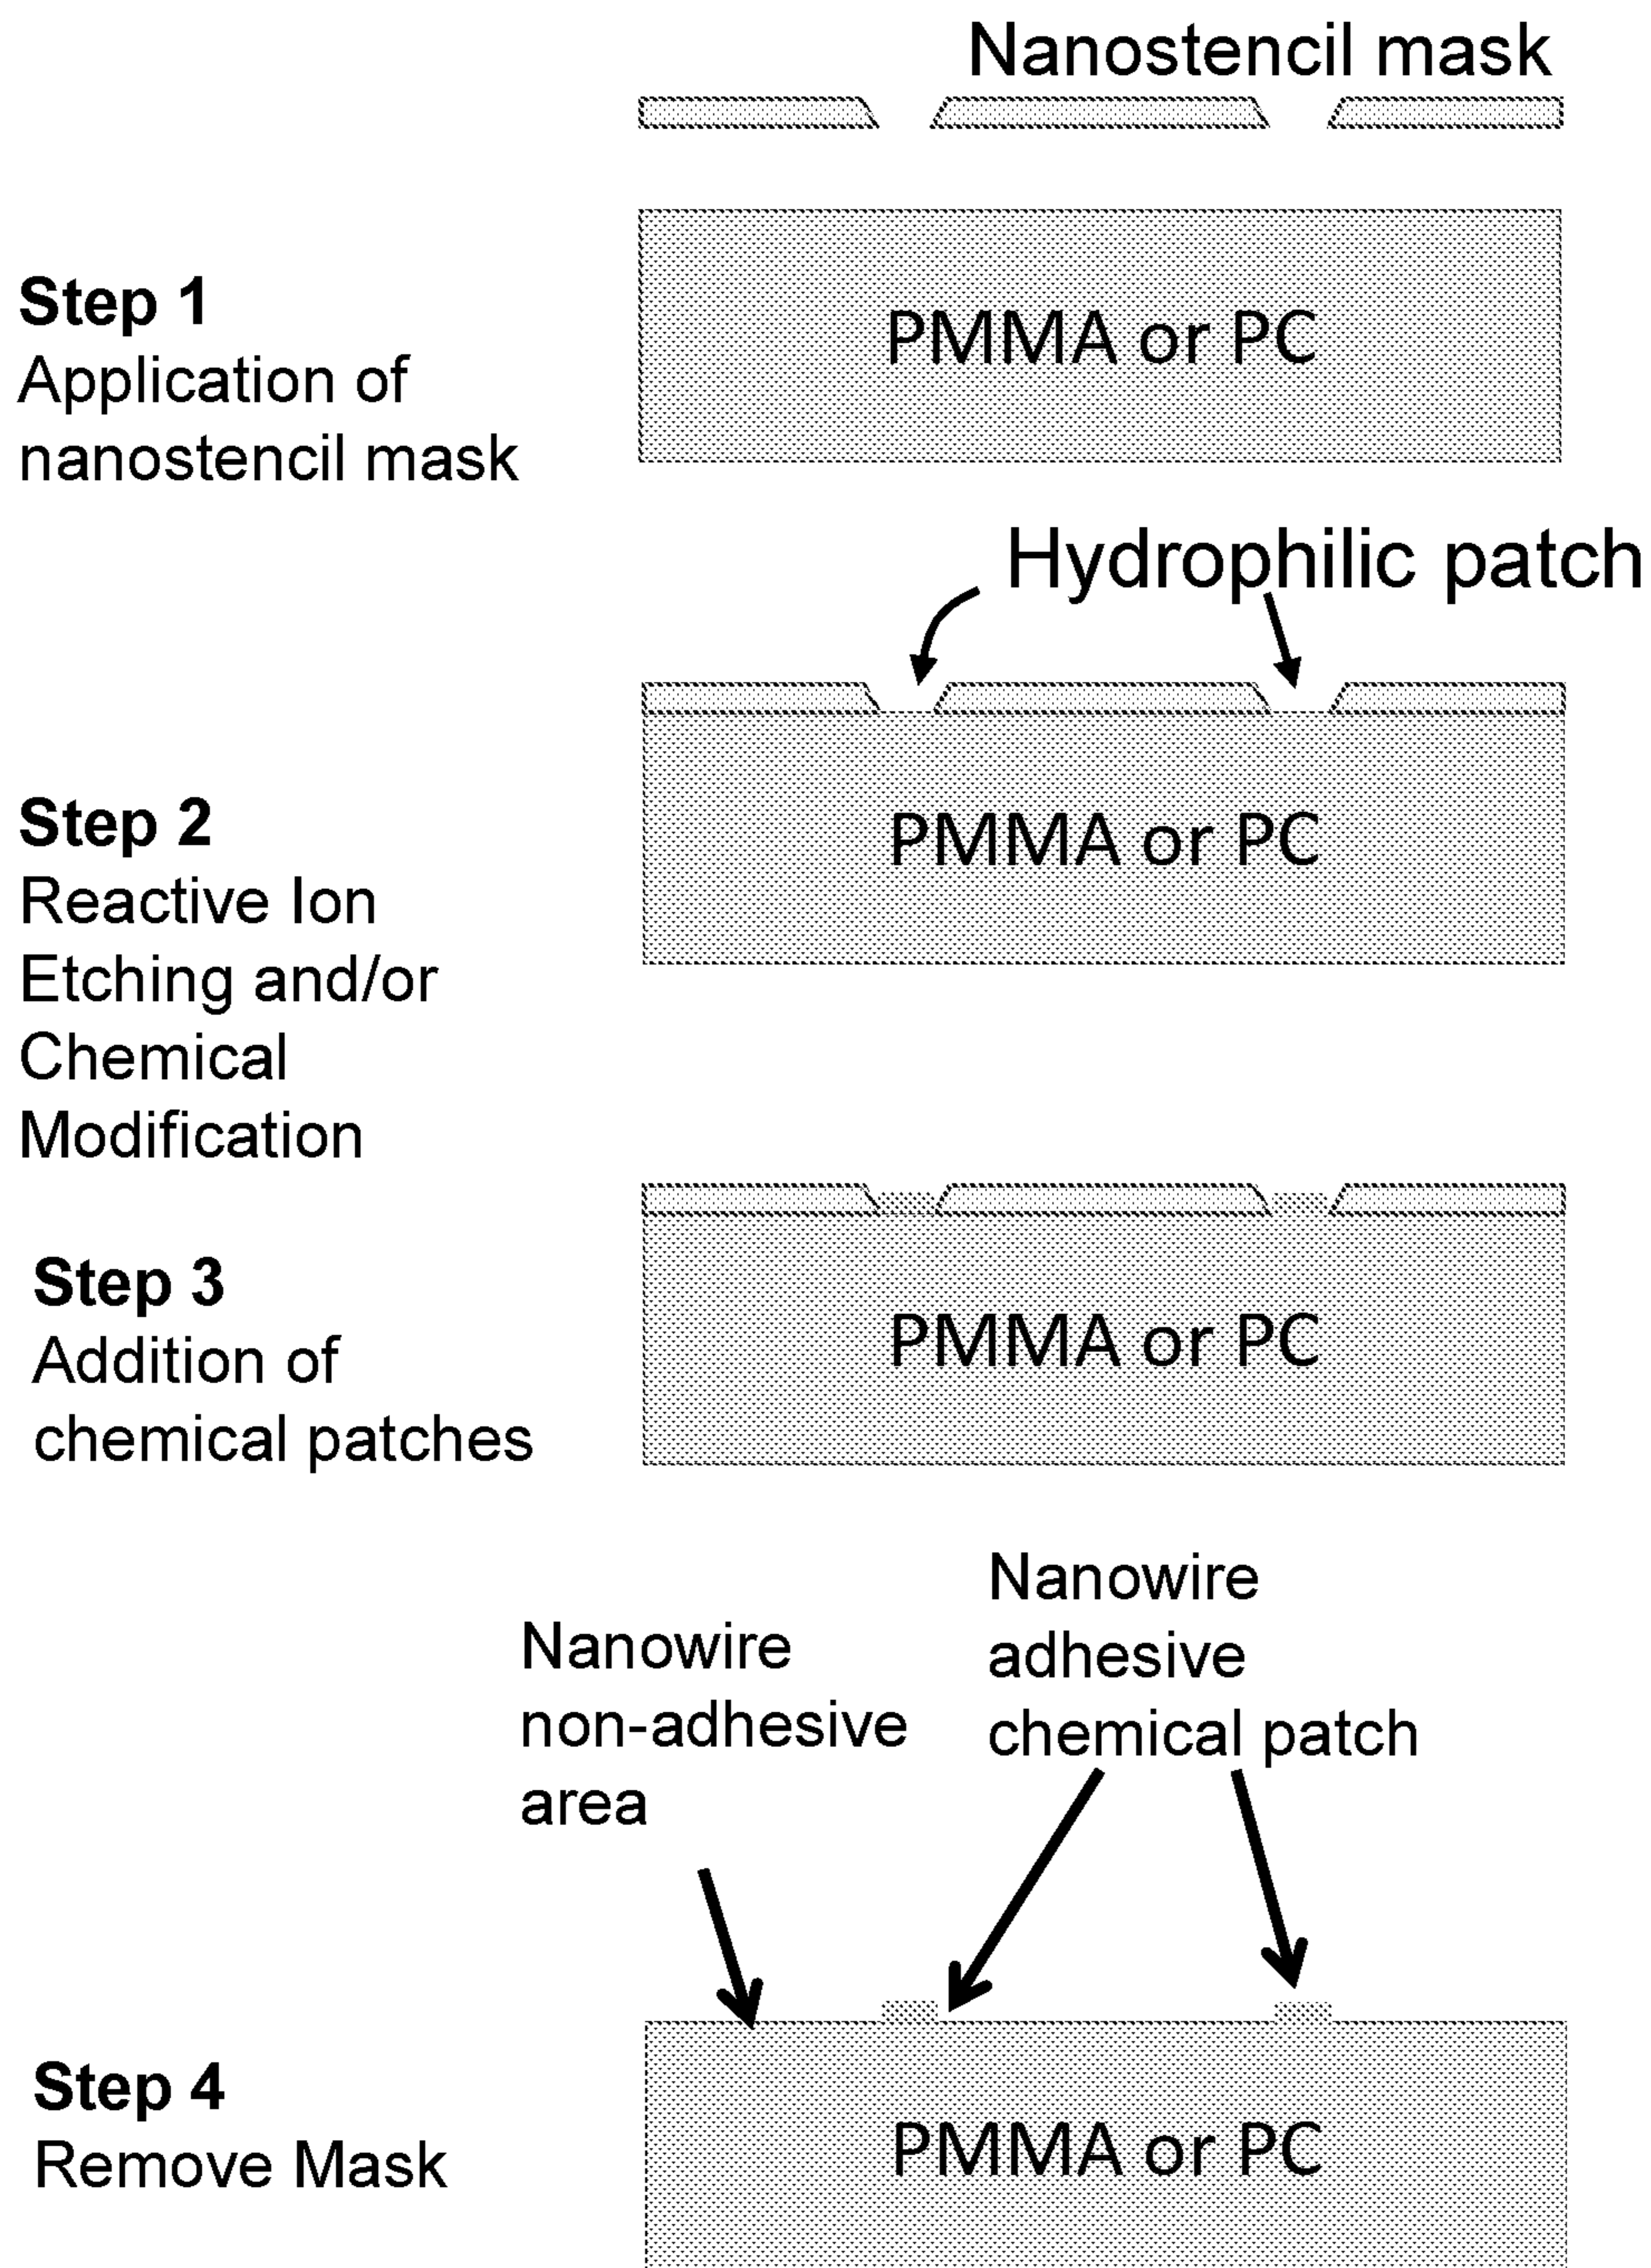 Nanostencil mask
Step 1
Application of
nanostencil mask
PMMA or PC
Hydrophilic patch
Step 2
Reactive Ion
Etching and/or
Chemical
Modification
PMMA or PC
Step 3
Addition of
chemical patches
PMMA or PC
Nanowire
non-adhesive
area
Nanowire
adhesive
chemical patch
Step 4
Remove Mask
PMMA or PC